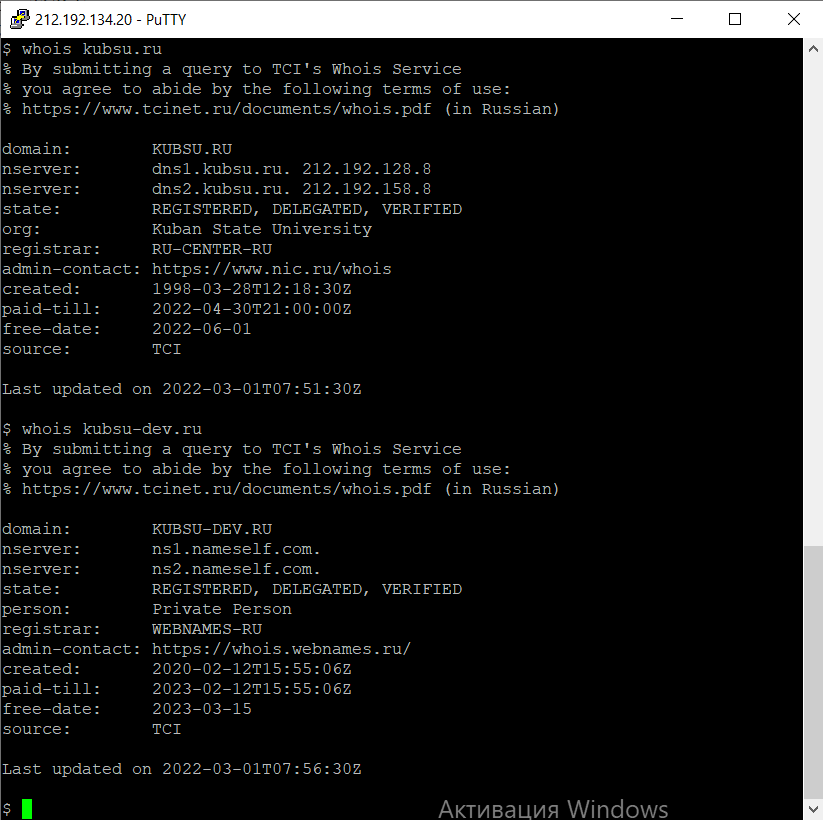 212.192.134.20 - PuTTY
$ whois kubsu.ru
% By submitting a query to TCI's Whois Service
% you agree to abide by the following terms of use:
% https://www.tcinet.ru/documents/whois.pdf (in Russian)
domain:        KUBSU.RU
nserver:       dns1.kubsu.ru. 212.192.128.8
nserver:       dns2.kubsu.ru. 212.192.158.8
state:         REGISTERED, DELEGATED, VERIFIED
org:           Kuban State University
registrar:     RU-CENTER-RU
admin-contact: https://www.nic.ru/whois
created:       1998-03-28T12:18:30Z
paid-till:     2022-04-30T21:00:00Z
free-date:     2022-06-01
source:        TCI
Last updated on 2022-03-01T07:51:30Z
$ whois kubsu-dev.ru
% By submitting a query to TCI's Whois Service
% you agree to abide by the following terms of use:
% https://www.tcinet.ru/documents/whois.pdf (in Russian)
domain:        KUBSU-DEV.RU
nserver:       ns1.nameself.com.
nserver:       ns2.nameself.com.
state:         REGISTERED, DELEGATED, VERIFIED
person:        Private Person
registrar:     WEBNAMES-RU
admin-contact: https://whois.webnames.ru/
created:       2020-02-12T15:55:06Z
paid-till:     2023-02-12T15:55:06Z
free-date:     2023-03-15
source:        TCI
Last updated on 2022-03-01T07:56:30Z
$
Активация Windows